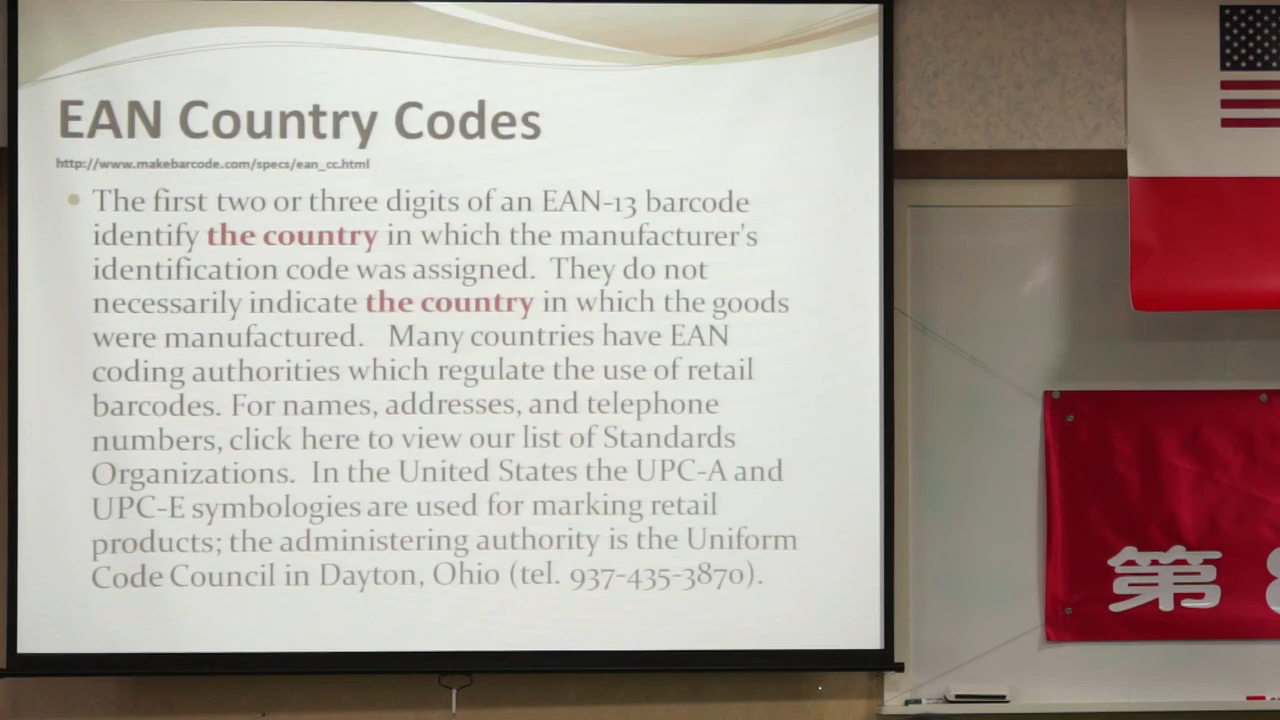 EAN Country Codes
http://www.makebarcode.com/specs/ean_cc.html
The first two or three digits of an EAN-13 barcode
identify the country in which the manufacturer's
identification code was assigned.  They do not
necessarily indicate the country in which the goods
were manufactured.   Many countries have EAN
coding authorities which regulate the use of retail
barcodes. For names, addresses, and telephone
numbers, click here to view our list of Standards
Organizations.  In the United States the UPC-A and
UPC-E symbologies are used for marking retail
products; the administering authority is the Uniform
Code Council in Dayton, Ohio (tel. 937-435-3870).
第